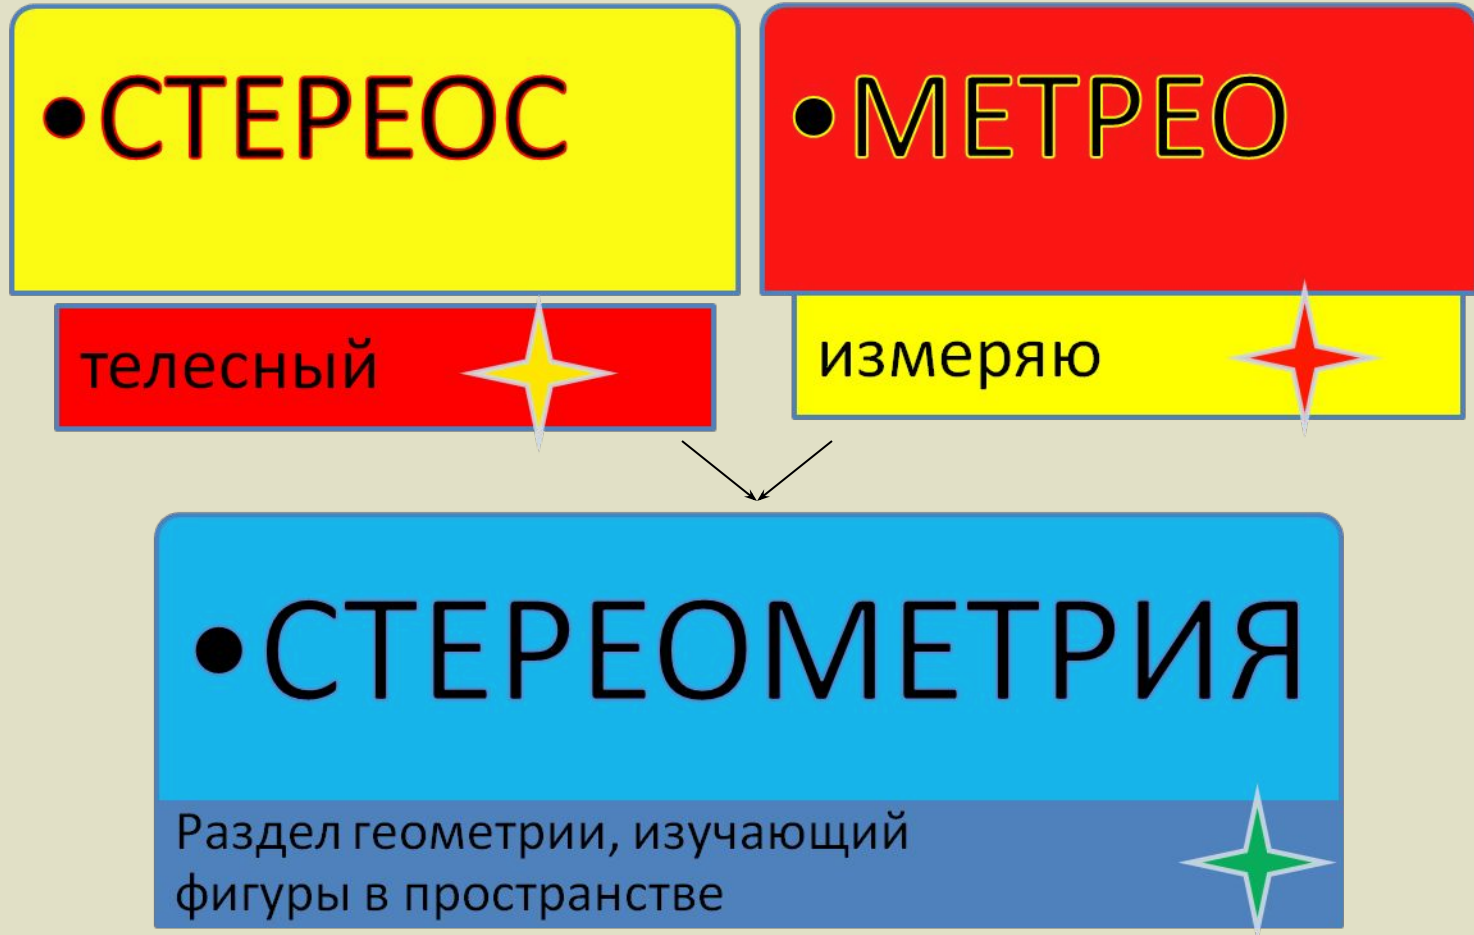 •СТЕРЕОС
•МЕТРЕО
телесный
измеряю
•СТЕРЕОМЕТРИЯ
Раздел геометрии, изучающий
фигуры в пространстве